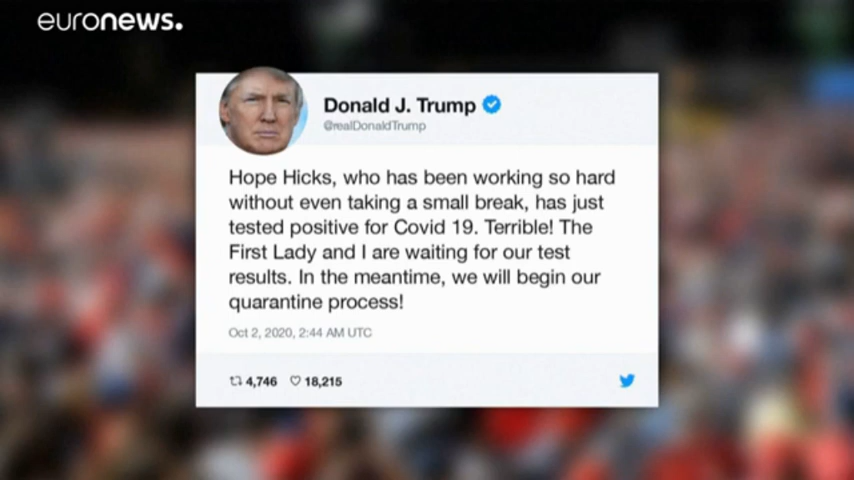 euronews.
Donald J. Trump
@realDonaldTrump
Hope Hicks, who has been working so hard
without even taking a small break, has just
tested positive for Covid 19. Terrible! The
First Lady and I are waiting for our test
results. In the meantime, we will begin our
quarantine process!
Oct 2, 2020, 2:44 AM UTC
4,746 18,215